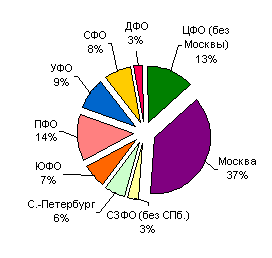 ДФО
3%
ЦФО (без
Москвы)
13%
СФО
8%
УФО
9%
ПФО
14%
Москва
37%
ЮФО
7%
С.-Петербург
6%
СЗФО (без СПб.)
3%